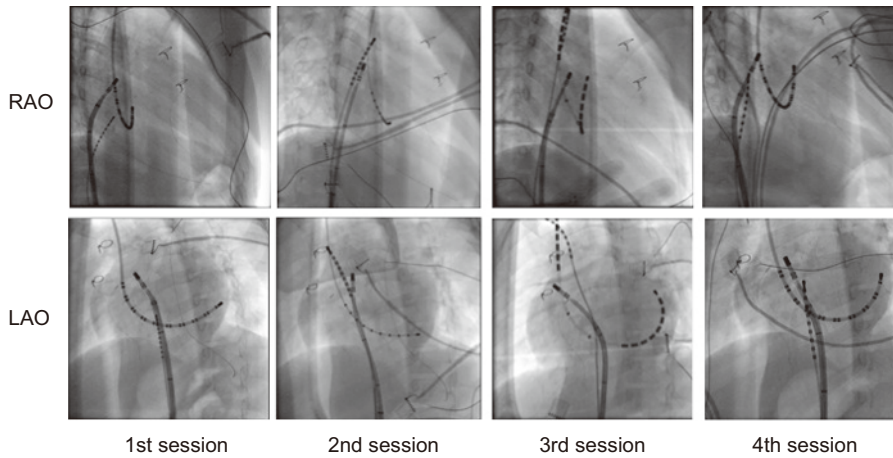 RAO
LAO
1st session
2nd session
3rd session
4th session